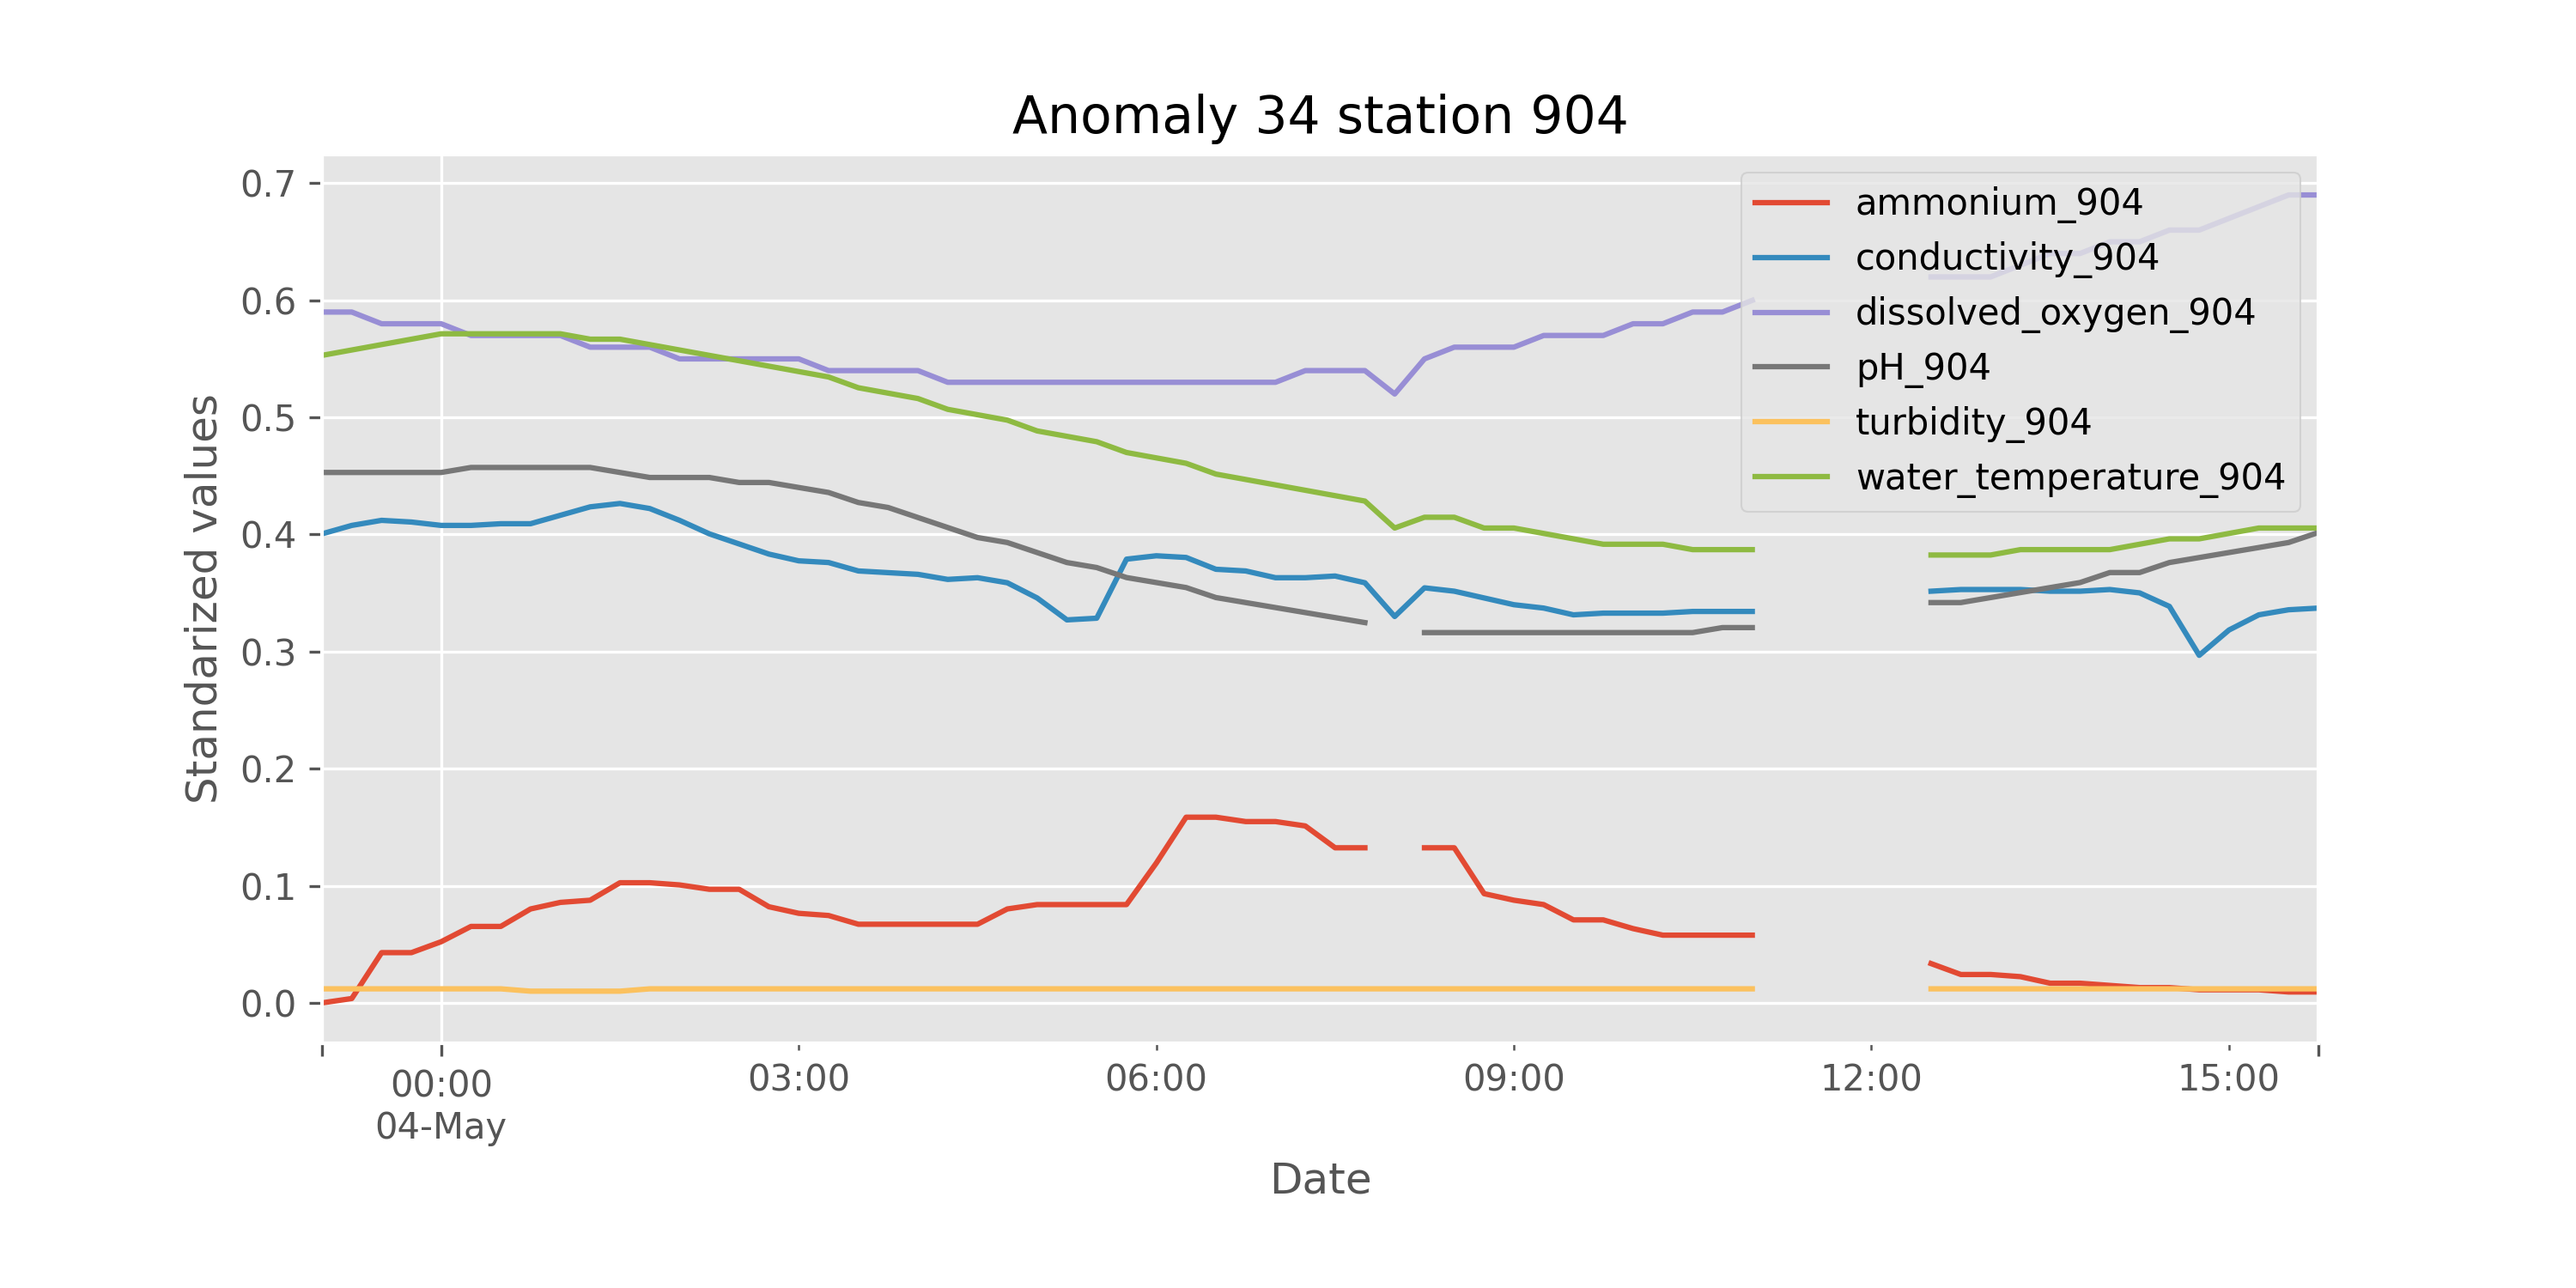 Anomaly 34 station 904
0.7
0.6
0.5
0.4
0.3
0.2
0.1
0.0
Standardized values
ammonium_904
conductivity_904
dissolved_oxygen_904
pH_904
turbidity_904
water_temperature_904
00:00
04-May
03:00
06:00
09:00
12:00
15:00
Date